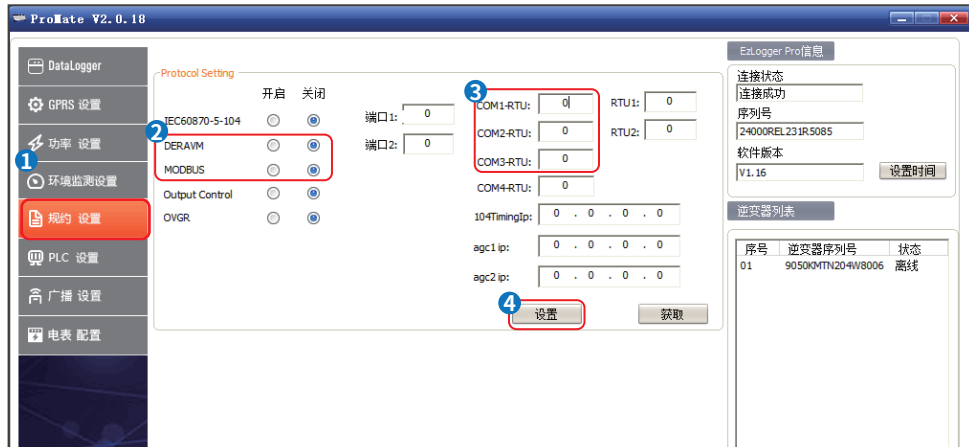 ProMate V2.0.18
DataLogger
GPRS 设置
功率 设置
1
环境监测设置
规约 设置
PLC 设置
广播 设置
电表 配置
Protocol Setting
开启 关闭
IEC60870-5-104
2
DERAVM
MODBUS
Output Control
OVGR
端口1: 0
端口2: 0
3
COM1-RTU: 0
COM2-RTU: 0
COM3-RTU: 0
COM4-RTU: 0
RTU1: 0
RTU2: 0
104TimingIp: 0 . 0 . 0 . 0
agc1 ip: 0 . 0 . 0 . 0
agc2 ip: 0 . 0 . 0 . 0
4
设置 获取
EzLogger Pro信息
连接状态
连接成功
序列号
24000REL231R5085
软件版本
V1.16 设置时间
逆变器列表
序号 逆变器序列号 状态
01 9050KMTN204W8006 离线